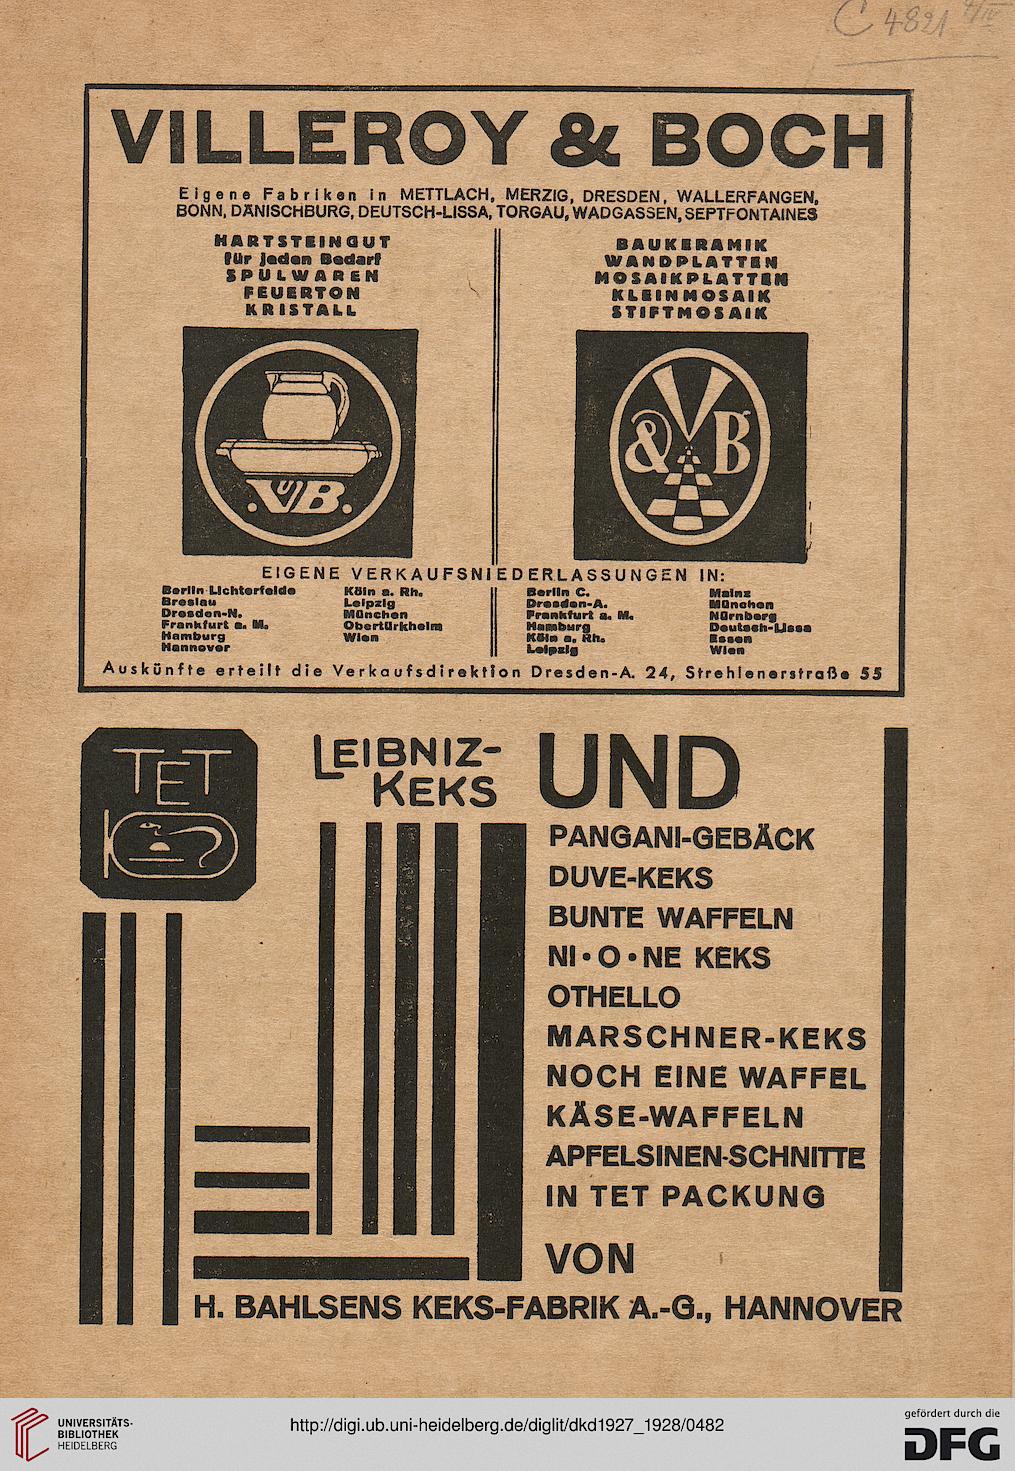 C 4821
VILLEROY & BOCH
Eigene Fabriken in METTLACH, MERZIG, DRESDEN, WALLERFANGEN,
BONN, DÄNISCHBURG, DEUTSCH-LISSA, TORGAU, WADGASSEN, SEPTFONTAINES
HARTSTEINGUT
für jeden Bedarf
SPÜLWAREN
FEUERTON
KRISTALL
V u B.
BAUKERAMIK
WANDPLATTEN
MOSAIKPLATTEN
KLEINMOSAIK
STIFTMOSAIK
V & B
EIGENE VERKAUFSNIEDERLASSUNGEN IN:
Berlin-Lichterfelde
Breslau
Dresden-N.
Frankfurt a. M.
Hamburg
Hannover
Köln a. Rh.
Leipzig
München
Obertürkheim
Wien
Berlin C.
Dresden-A.
Frankfurt a. M.
Hamburg
Köln a. Rh.
Leipzig
Mainz
München
Nürnberg
Deutsch-Lissa
Essen
Wien
Auskünfte erteilt die Verkaufsdirektion Dresden-A. 24, Strehlenerstraße 55
TET
LEIBNIZ-
KEKS
UND
PANGANI-GEBÄCK
DUVE-KEKS
BUNTE WAFFELN
NI•O•NE KEKS
OTHELLO
MARSCHNER-KEKS
NOCH EINE WAFFEL
KÄSE-WAFFELN
APFELSINEN-SCHNITTE
IN TET PACKUNG
VON
H. BAHLSENS KEKS-FABRIK A.-G., HANNOVER
UNIVERSITÄTS-
BIBLIOTHEK
HEIDELBERG
http://digi.ub.uni-heidelberg.de/diglit/dkd1927_1928/0482
gefördert durch die
DFG